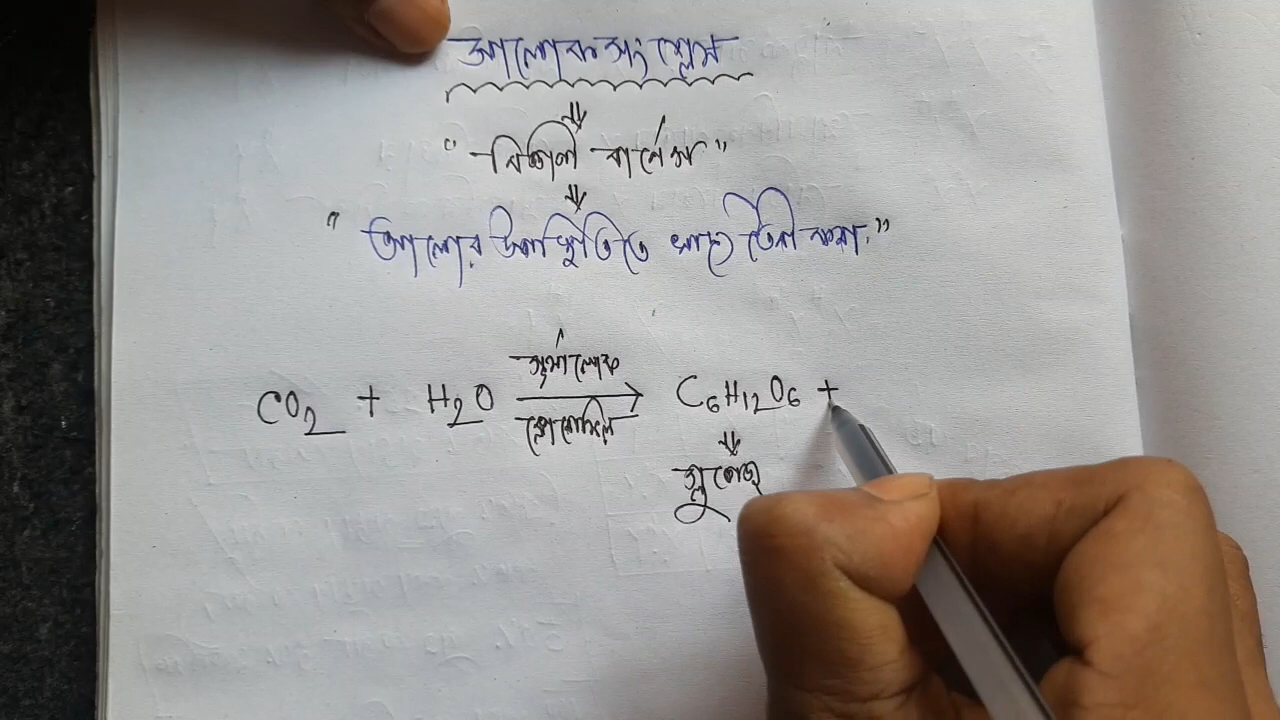 আলোকসংশ্লেষ
"বিজ্ঞানী বার্নেস"
"আলোর উপস্থিতিতে খাদ্য তৈরী করা."
সূর্যালোক
CO2 + H2O → C6H12O6 +
ক্লোরোফিল
গ্লুকোজ